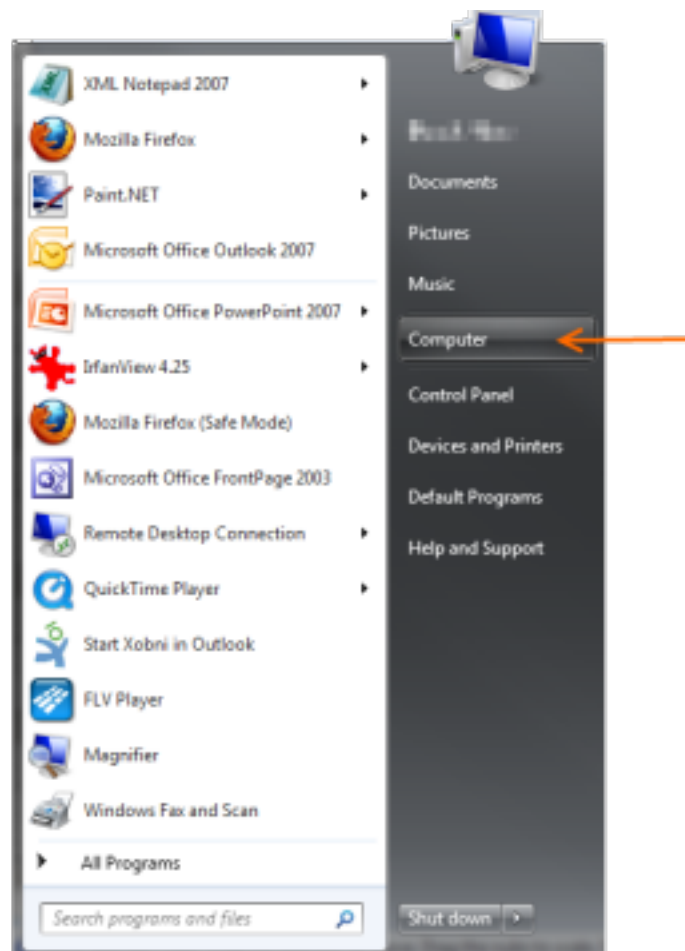 XML Notepad 2007
Mozilla Firefox
Paint.NET
Microsoft Office Outlook 2007
Microsoft Office PowerPoint 2007
IrfanView 4.25
Mozilla Firefox (Safe Mode)
Microsoft Office FrontPage 2003
Remote Desktop Connection
QuickTime Player
Start Xobni in Outlook
FLV Player
Magnifier
Windows Fax and Scan
All Programs
Search programs and files
Documents
Pictures
Music
Computer
Control Panel
Devices and Printers
Default Programs
Help and Support
Shut down